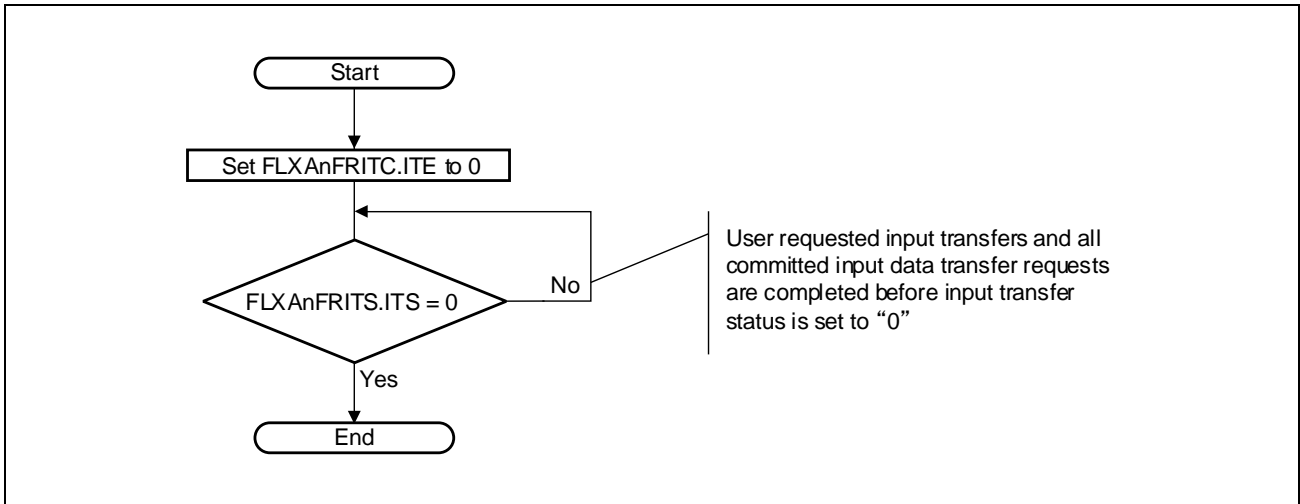 Start
Set FLXAnFRITC.ITE to 0
User requested input transfers and all
committed input data transfer requests
are completed before input transfer
status is set to “0”
FLXAnFRITS.ITS = 0
No
Yes
End